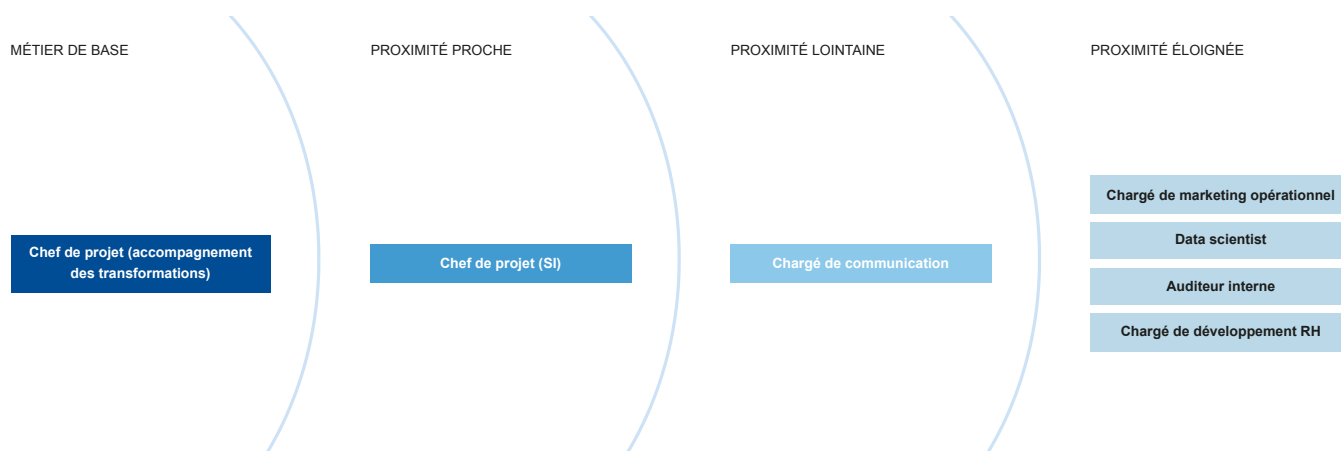 MÉTIER DE BASE
PROXIMITÉ PROCHE
PROXIMITÉ LOINTAINE
PROXIMITÉ ÉLOIGNÉE
Chef de projet (accompagnement
des transformations)
Chef de projet (SI)
Chargé de communication
Chargé de marketing opérationnel
Data scientist
Auditeur interne
Chargé de développement RH